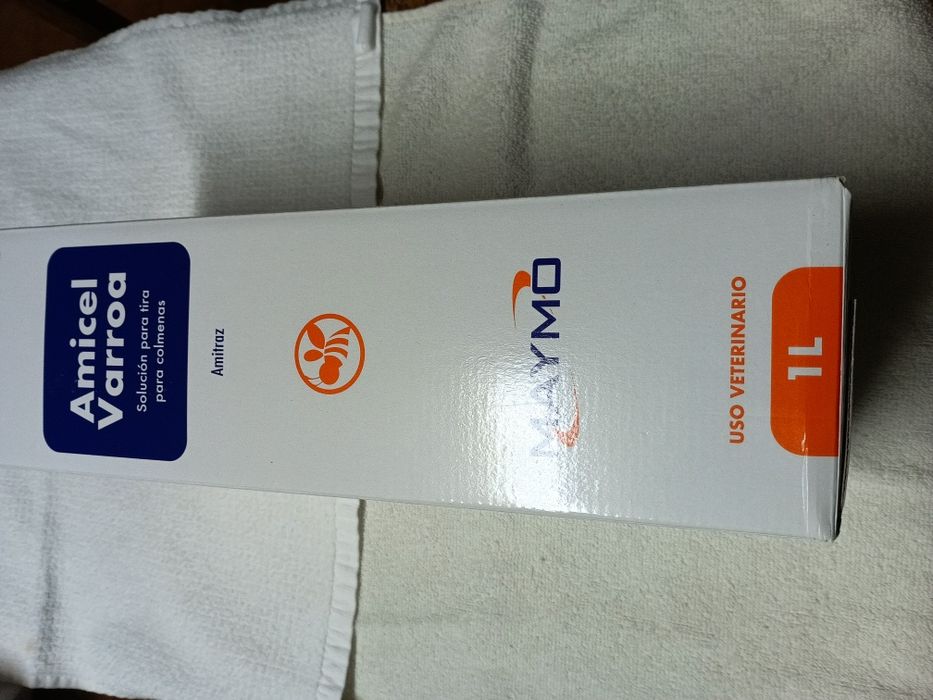 Amicel
Varroa
Solución para tira
para colmenas
Amitraz
MAYMO
USO VETERINARIO
1L